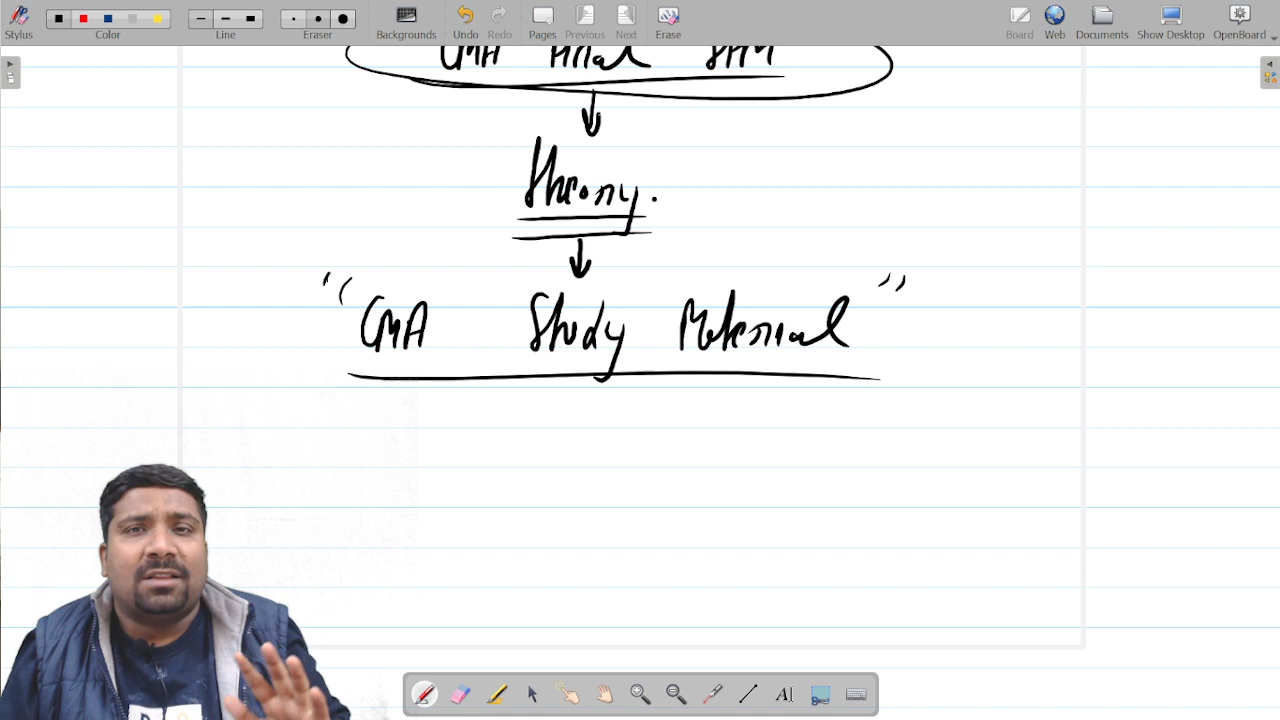 Stylus Color Line Eraser Backgrounds Undo Redo Pages Previous Next Erase Board Web Documents Show Desktop OpenBoard
CMA Final
theory.
"CMA Study Material"